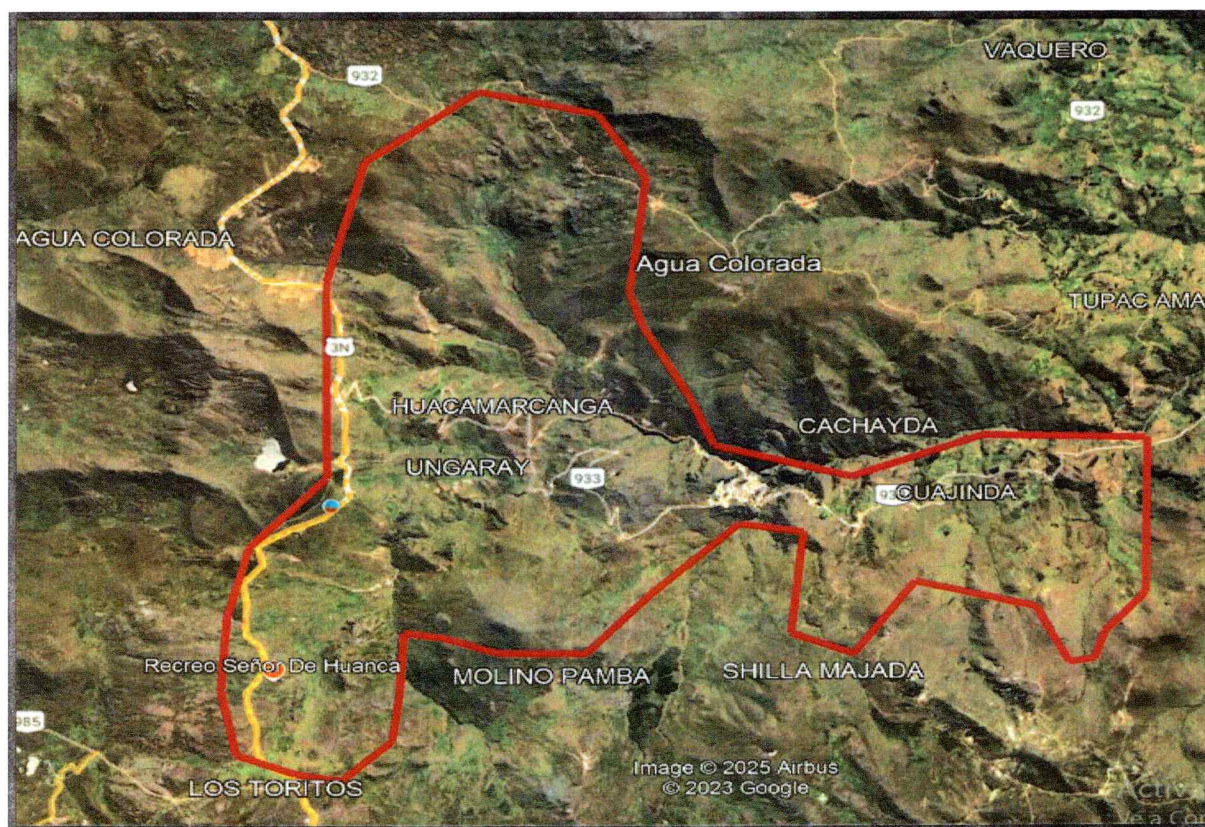 VAQUERO
932
932
AGUA COLORADA
Agua Colorada
TUPAC AMA
3N
HUACAMARCANGA
CACHAYDA
UNGARAY
933
CUAJINDA
Recreo Señor De Huanca
MOLINO PAMBA
SHILLA MAJADA
985
LOS TORITOS
Image © 2025 Airbus
© 2023 Google